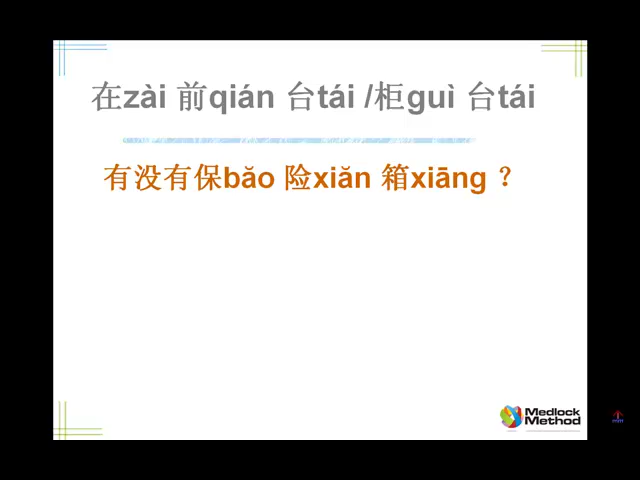 在zài 前qián 台tái /柜guì 台tái
有没有保bǎo 险xiǎn 箱xiāng ？
Medlock
Method